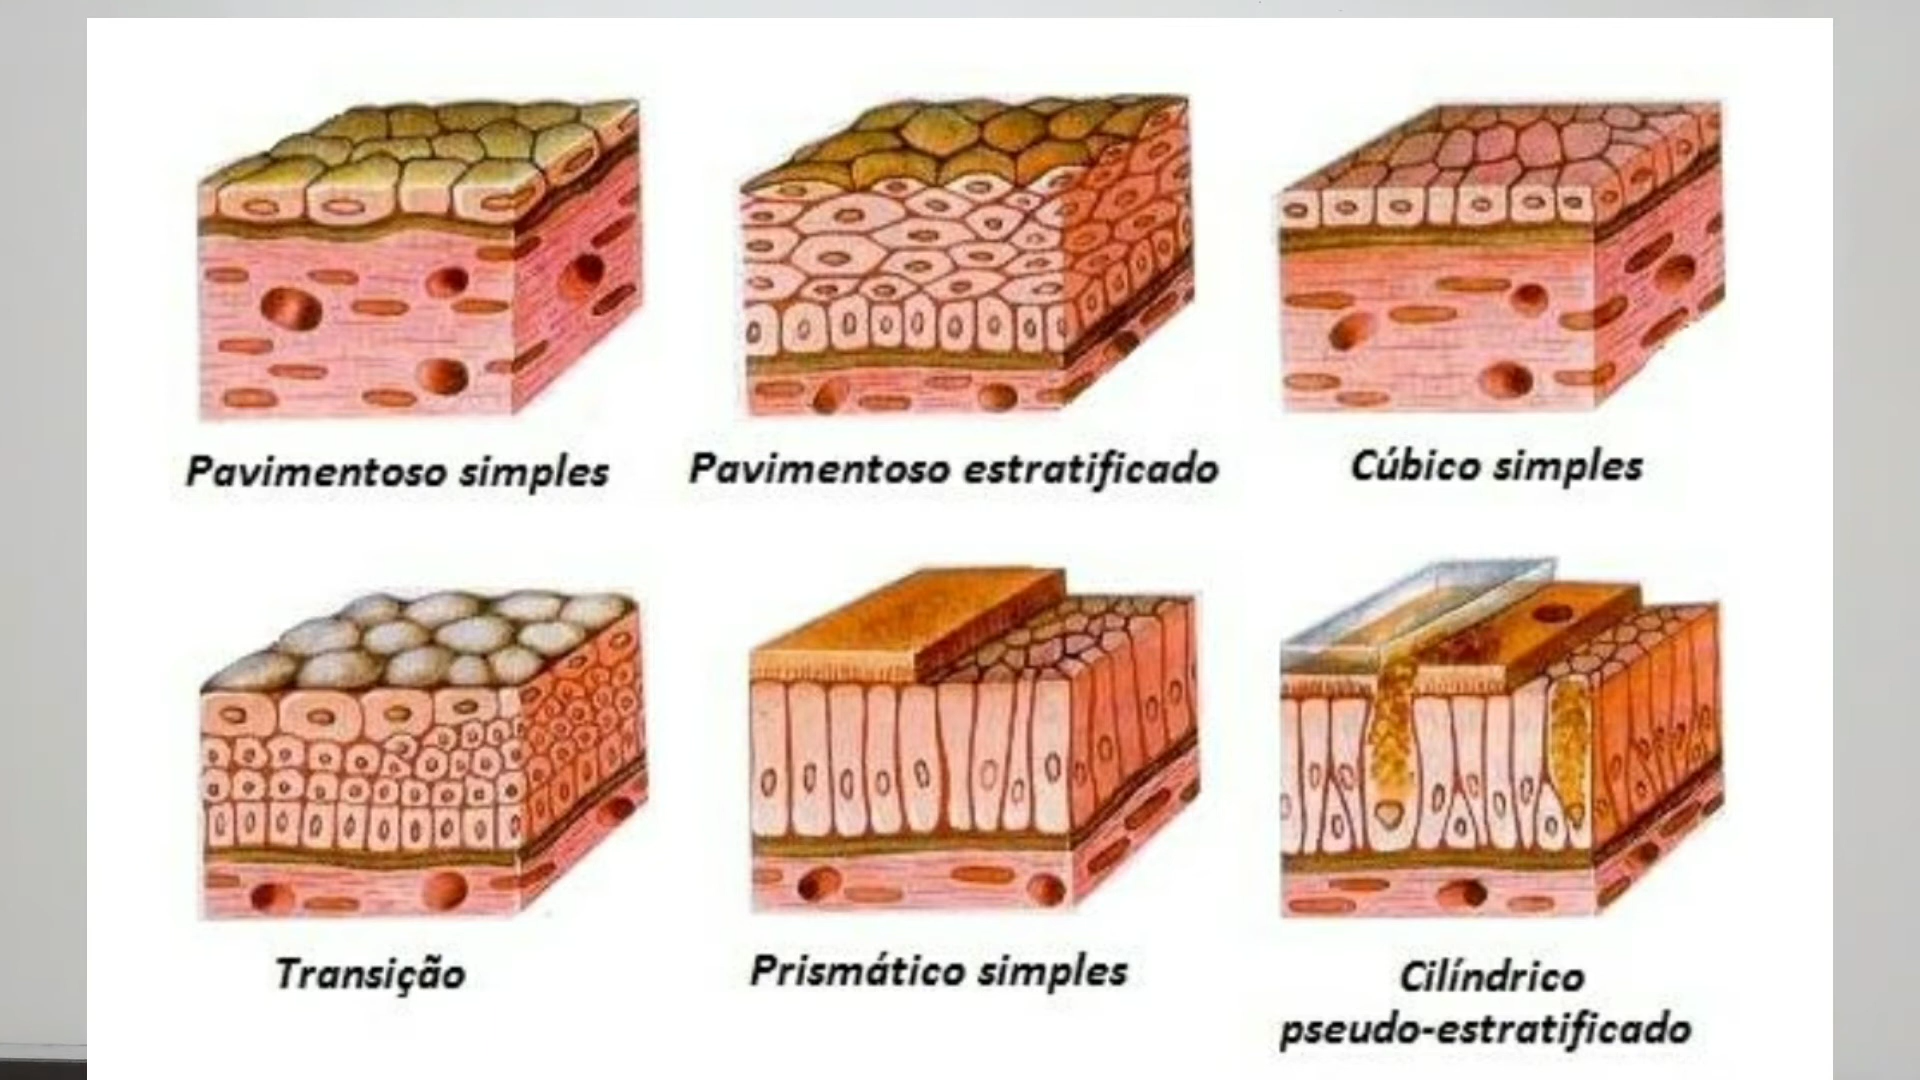 Pavimentoso simples
Pavimentoso estratificado
Cúbico simples
Transição
Prismático simples
Cilíndrico
pseudo-estratificado